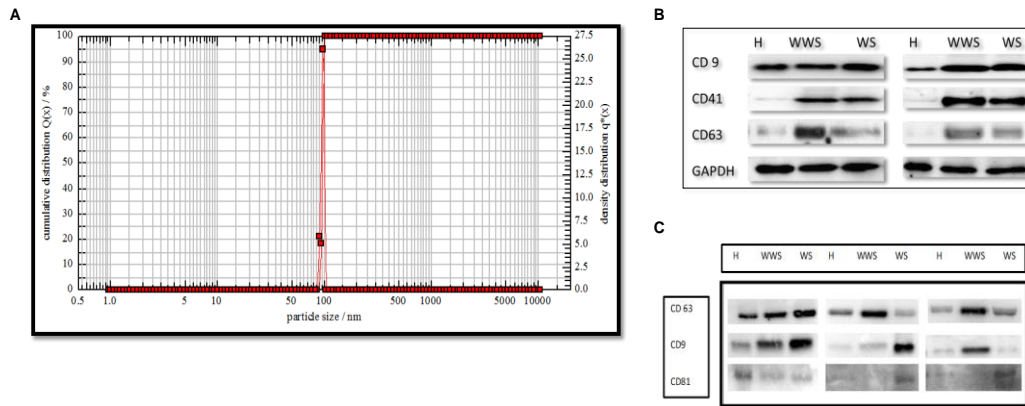 A
cumulative distribution Q(x) / %
100
90
80
70
60
50
40
30
20
10
0
27.5
25.0
22.5
20.0
17.5
15.0
12.5
10.0
7.5
5.0
2.5
0.0
density distribution q*(x)
0.5 1.0 5 10 50 100 500 1000 5000 10000
particle size / nm
B
H WWS WS H WWS WS
CD 9
CD41
CD63
GAPDH
C
H WWS WS H WWS WS H WWS WS
CD 63
CD9
CD81